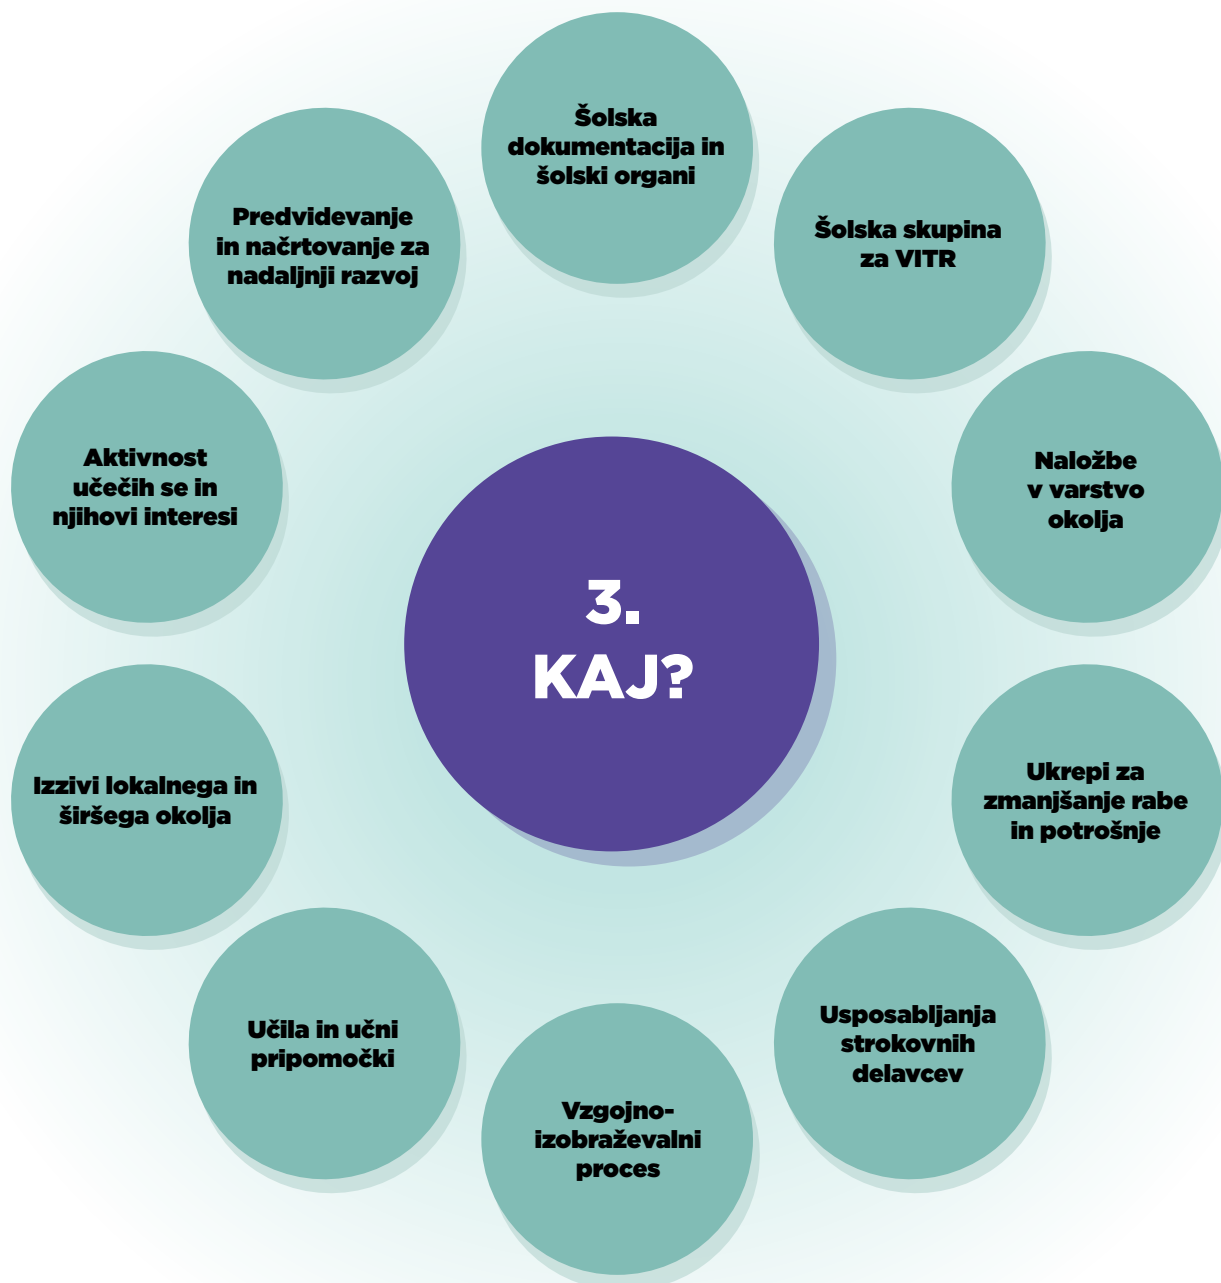 Šolska
dokumentacija in
šolski organi
Šolska skupina
za VITR
Naložbe
v varstvo
okolja
Ukrepi za
zmanjšanje rabe
in potrošnje
Usposabljanja
strokovnih
delavcev
Vzgojno-
izobraževalni
proces
Učila in učni
pripomočki
Izzivi lokalnega in
širšega okolja
Aktivnost
učečih se in
njihovi interesi
Predvidevanje
in načrtovanje za
nadaljnji razvoj
3.
KAJ?